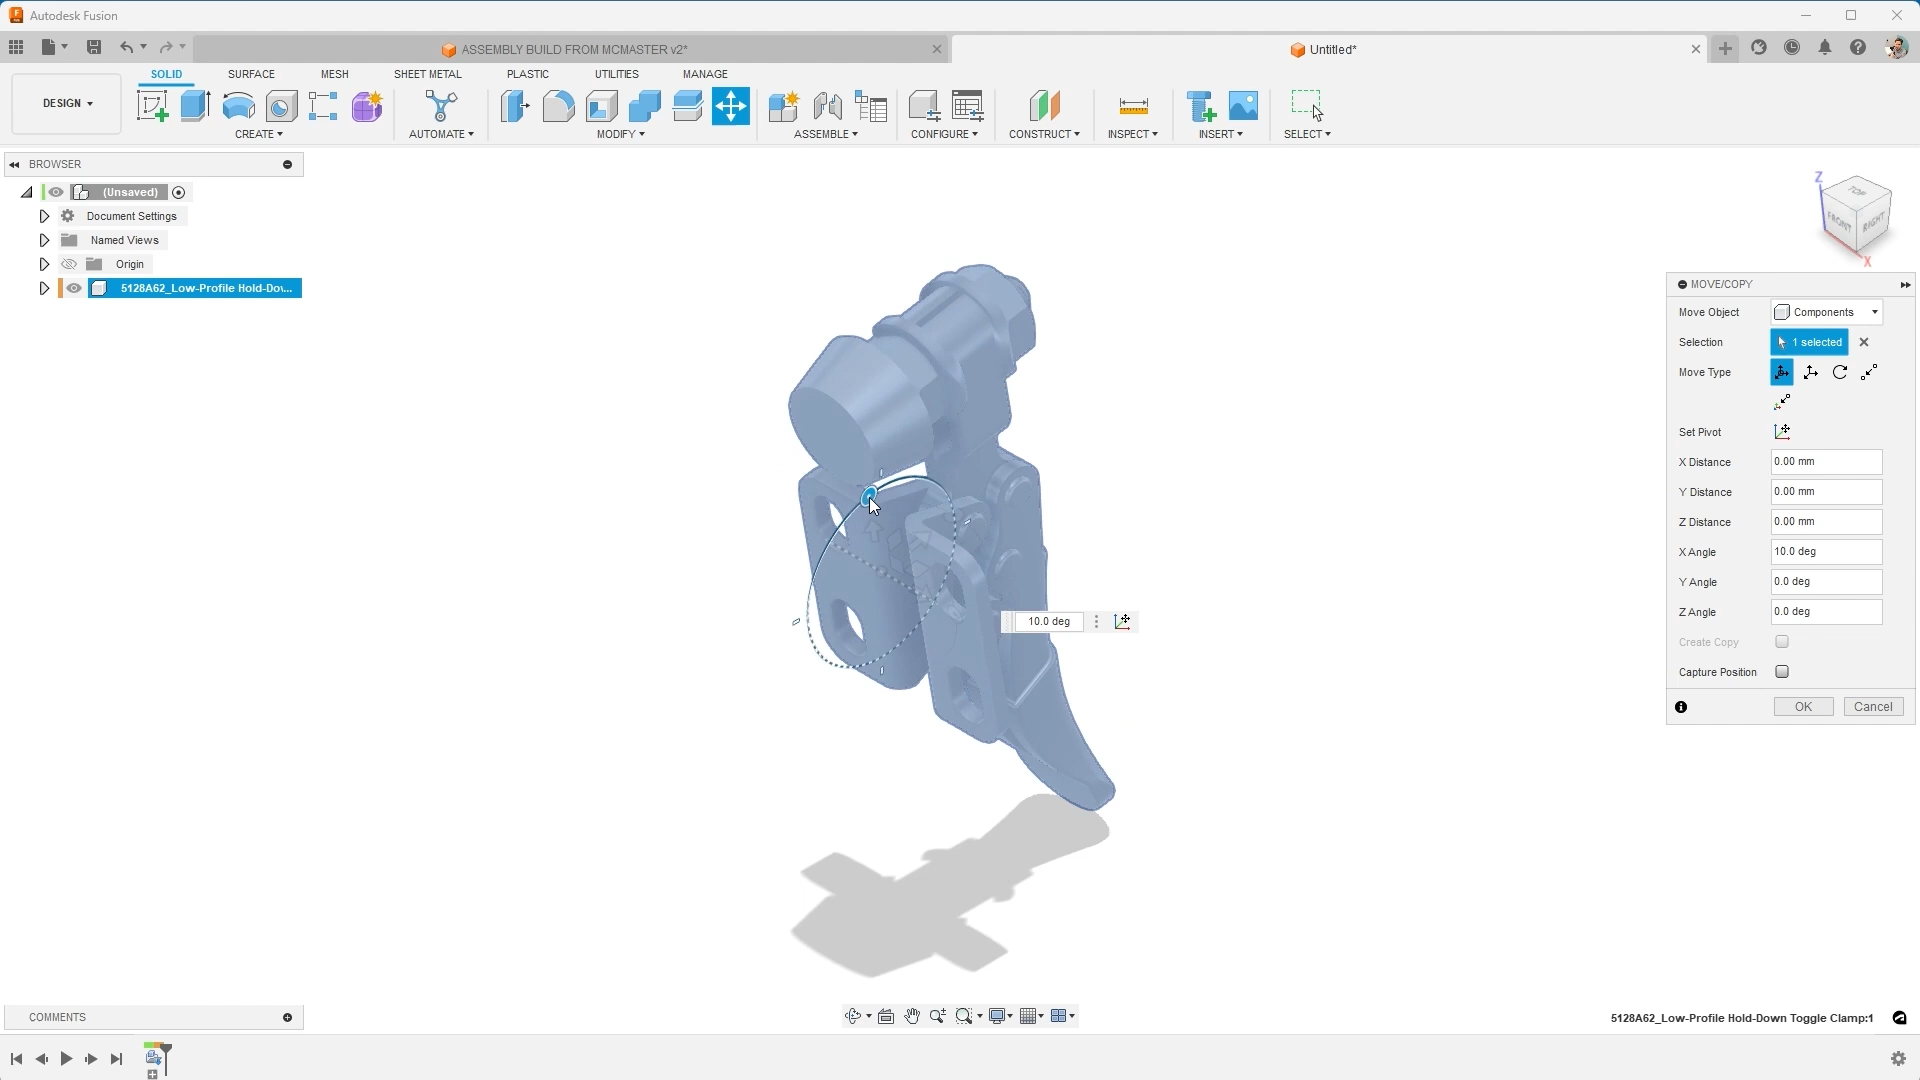 Autodesk Fusion
ASSEMBLY BUILD FROM MCMASTER v2*
Untitled*
DESIGN
SOLID
SURFACE
MESH
SHEET METAL
PLASTIC
UTILITIES
MANAGE
CREATE
AUTOMATE
MODIFY
ASSEMBLE
CONFIGURE
CONSTRUCT
INSPECT
INSERT
SELECT
BROWSER
(Unsaved)
Document Settings
Named Views
Origin
5128A62_Low-Profile Hold-Dov...
Z
TOP
FRONT
RIGHT
X
MOVE/COPY
Move Object Components
Selection 1 selected
Move Type
Set Pivot
X Distance 0.00 mm
Y Distance 0.00 mm
Z Distance 0.00 mm
X Angle 10.0 deg
Y Angle 0.0 deg
Z Angle 0.0 deg
Create Copy
Capture Position
OK Cancel
10.0 deg
COMMENTS
5128A62_Low-Profile Hold-Down Toggle Clamp:1